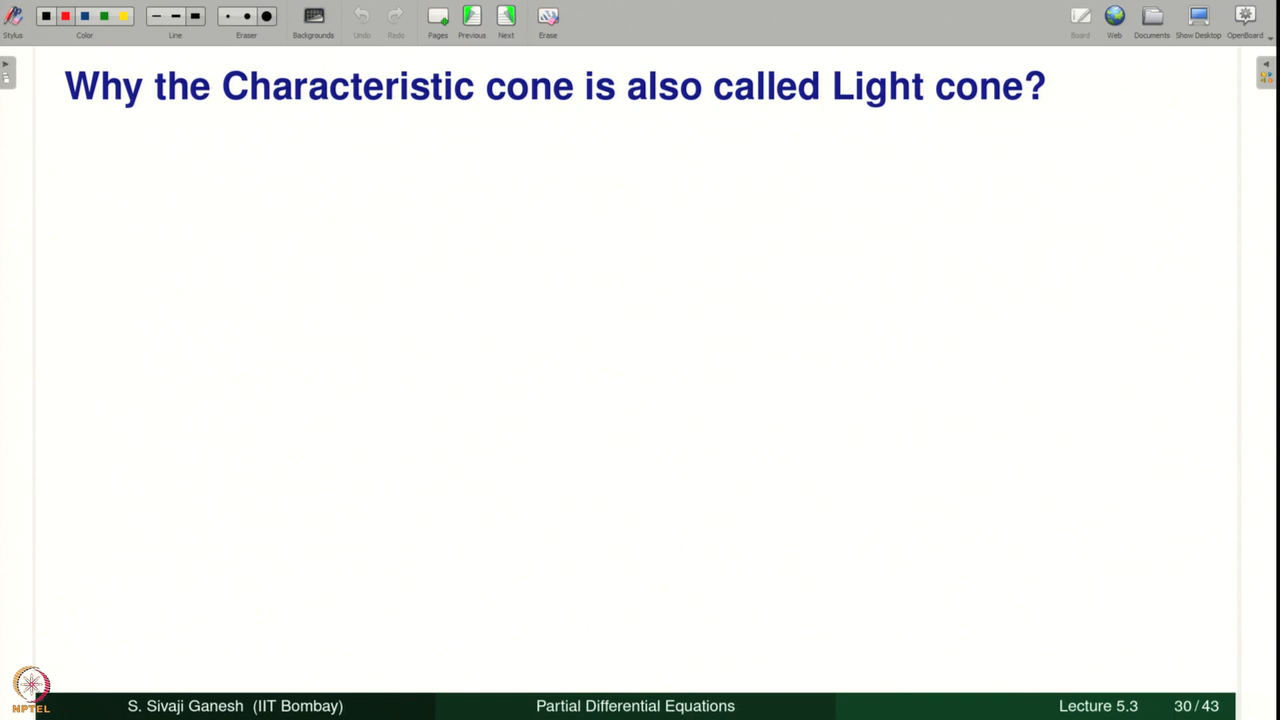 Stylus Color Line Eraser Backgrounds Undo Redo Pages Previous Next Erase Board Web Documents Show Desktop OpenBoard
Why the Characteristic cone is also called Light cone?
NPTEL
S. Sivaji Ganesh (IIT Bombay) Partial Differential Equations Lecture 5.3 30/43